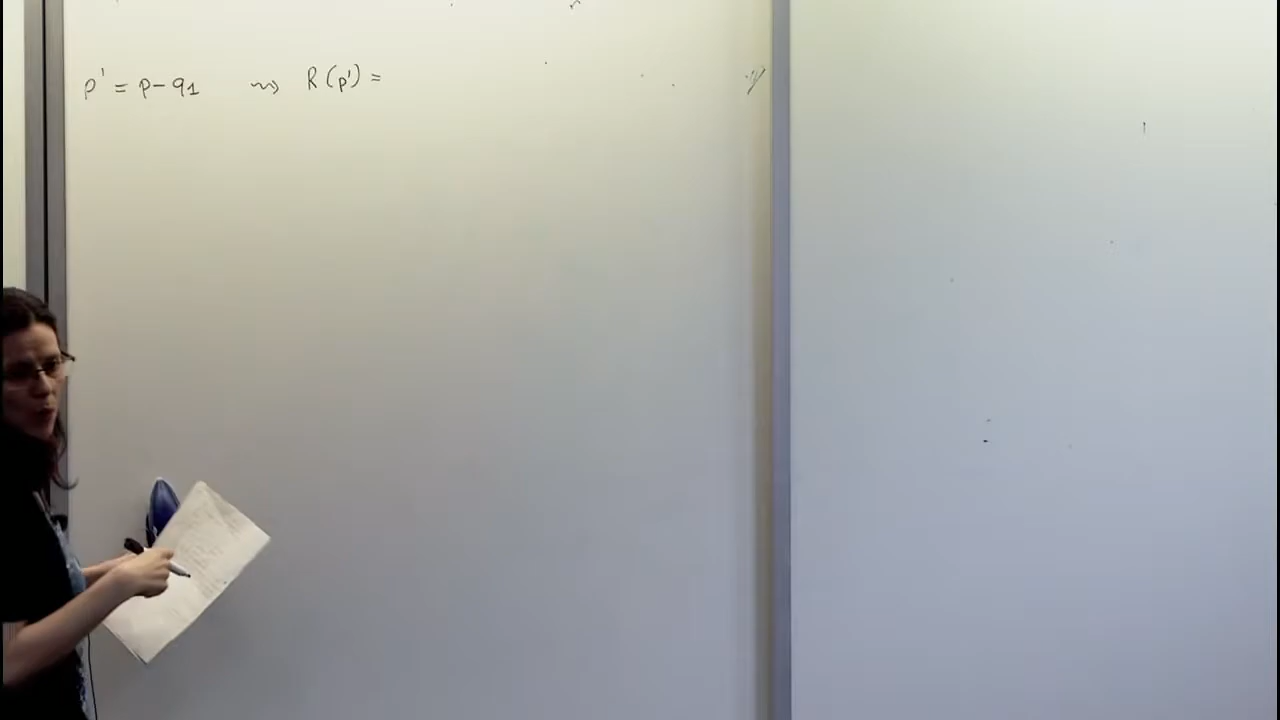 p' = p - q1 ⇝ R(p') =